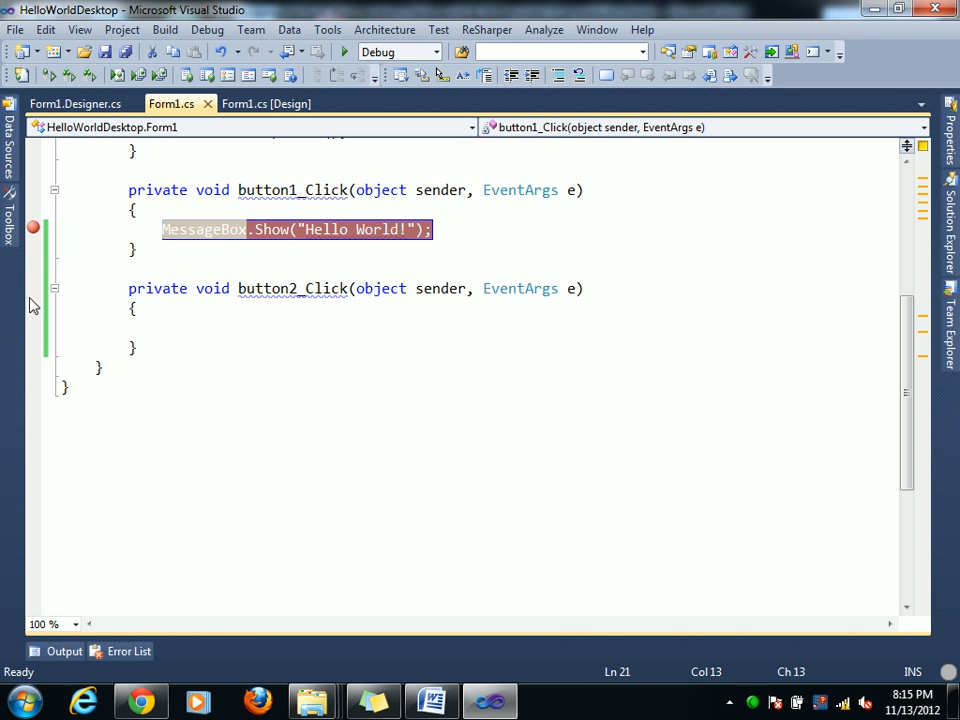 HelloWorldDesktop - Microsoft Visual Studio
File Edit View Project Build Debug Team Data Tools Architecture Test ReSharper Analyze Window Help
Debug
Form1.Designer.cs Form1.cs Form1.cs [Design]
HelloWorldDesktop.Form1 button1_Click(object sender, EventArgs e)
}
private void button1_Click(object sender, EventArgs e)
{
MessageBox.Show("Hello World!");
}
private void button2_Click(object sender, EventArgs e)
{
}
}
}
Data Sources
Toolbox
Properties
Solution Explorer
Team Explorer
100 %
Output Error List
Ready Ln 21 Col 13 Ch 13 INS
8:15 PM
11/13/2012